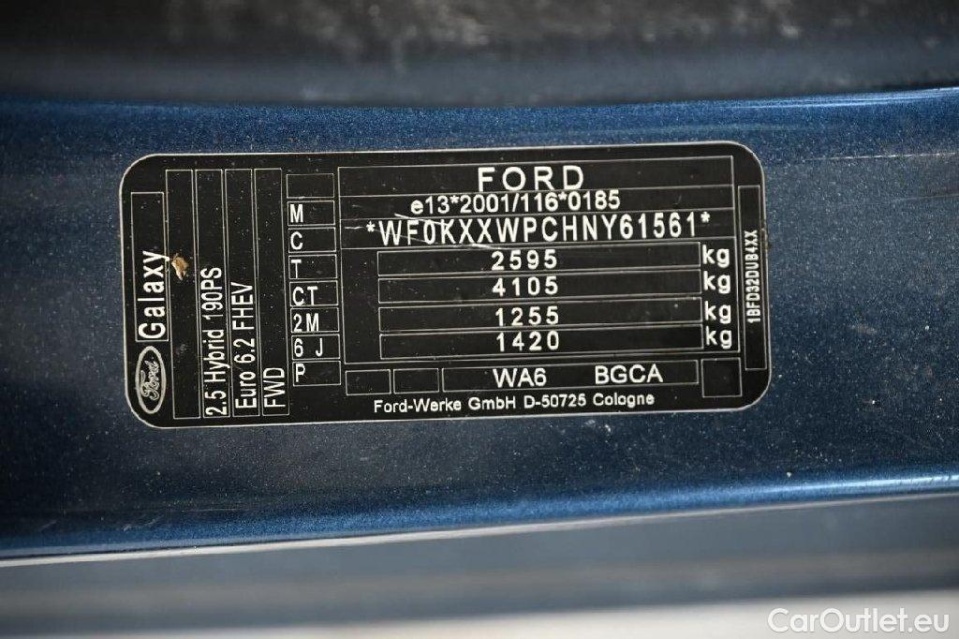 FORD
e13*2001/116*0185
*WF0KXXWPCHNY61561*
2595 kg
4105 kg
1255 kg
1420 kg
WA6 BGCA
Ford-Werke GmbH D-50725 Cologne
M
C
T
CT
2M
6 J
P
Ford
Galaxy
2.5 Hybrid 190PS
Euro 6.2 FHEV
FWD
1BFD32DUB4XX
CarOutlet.eu